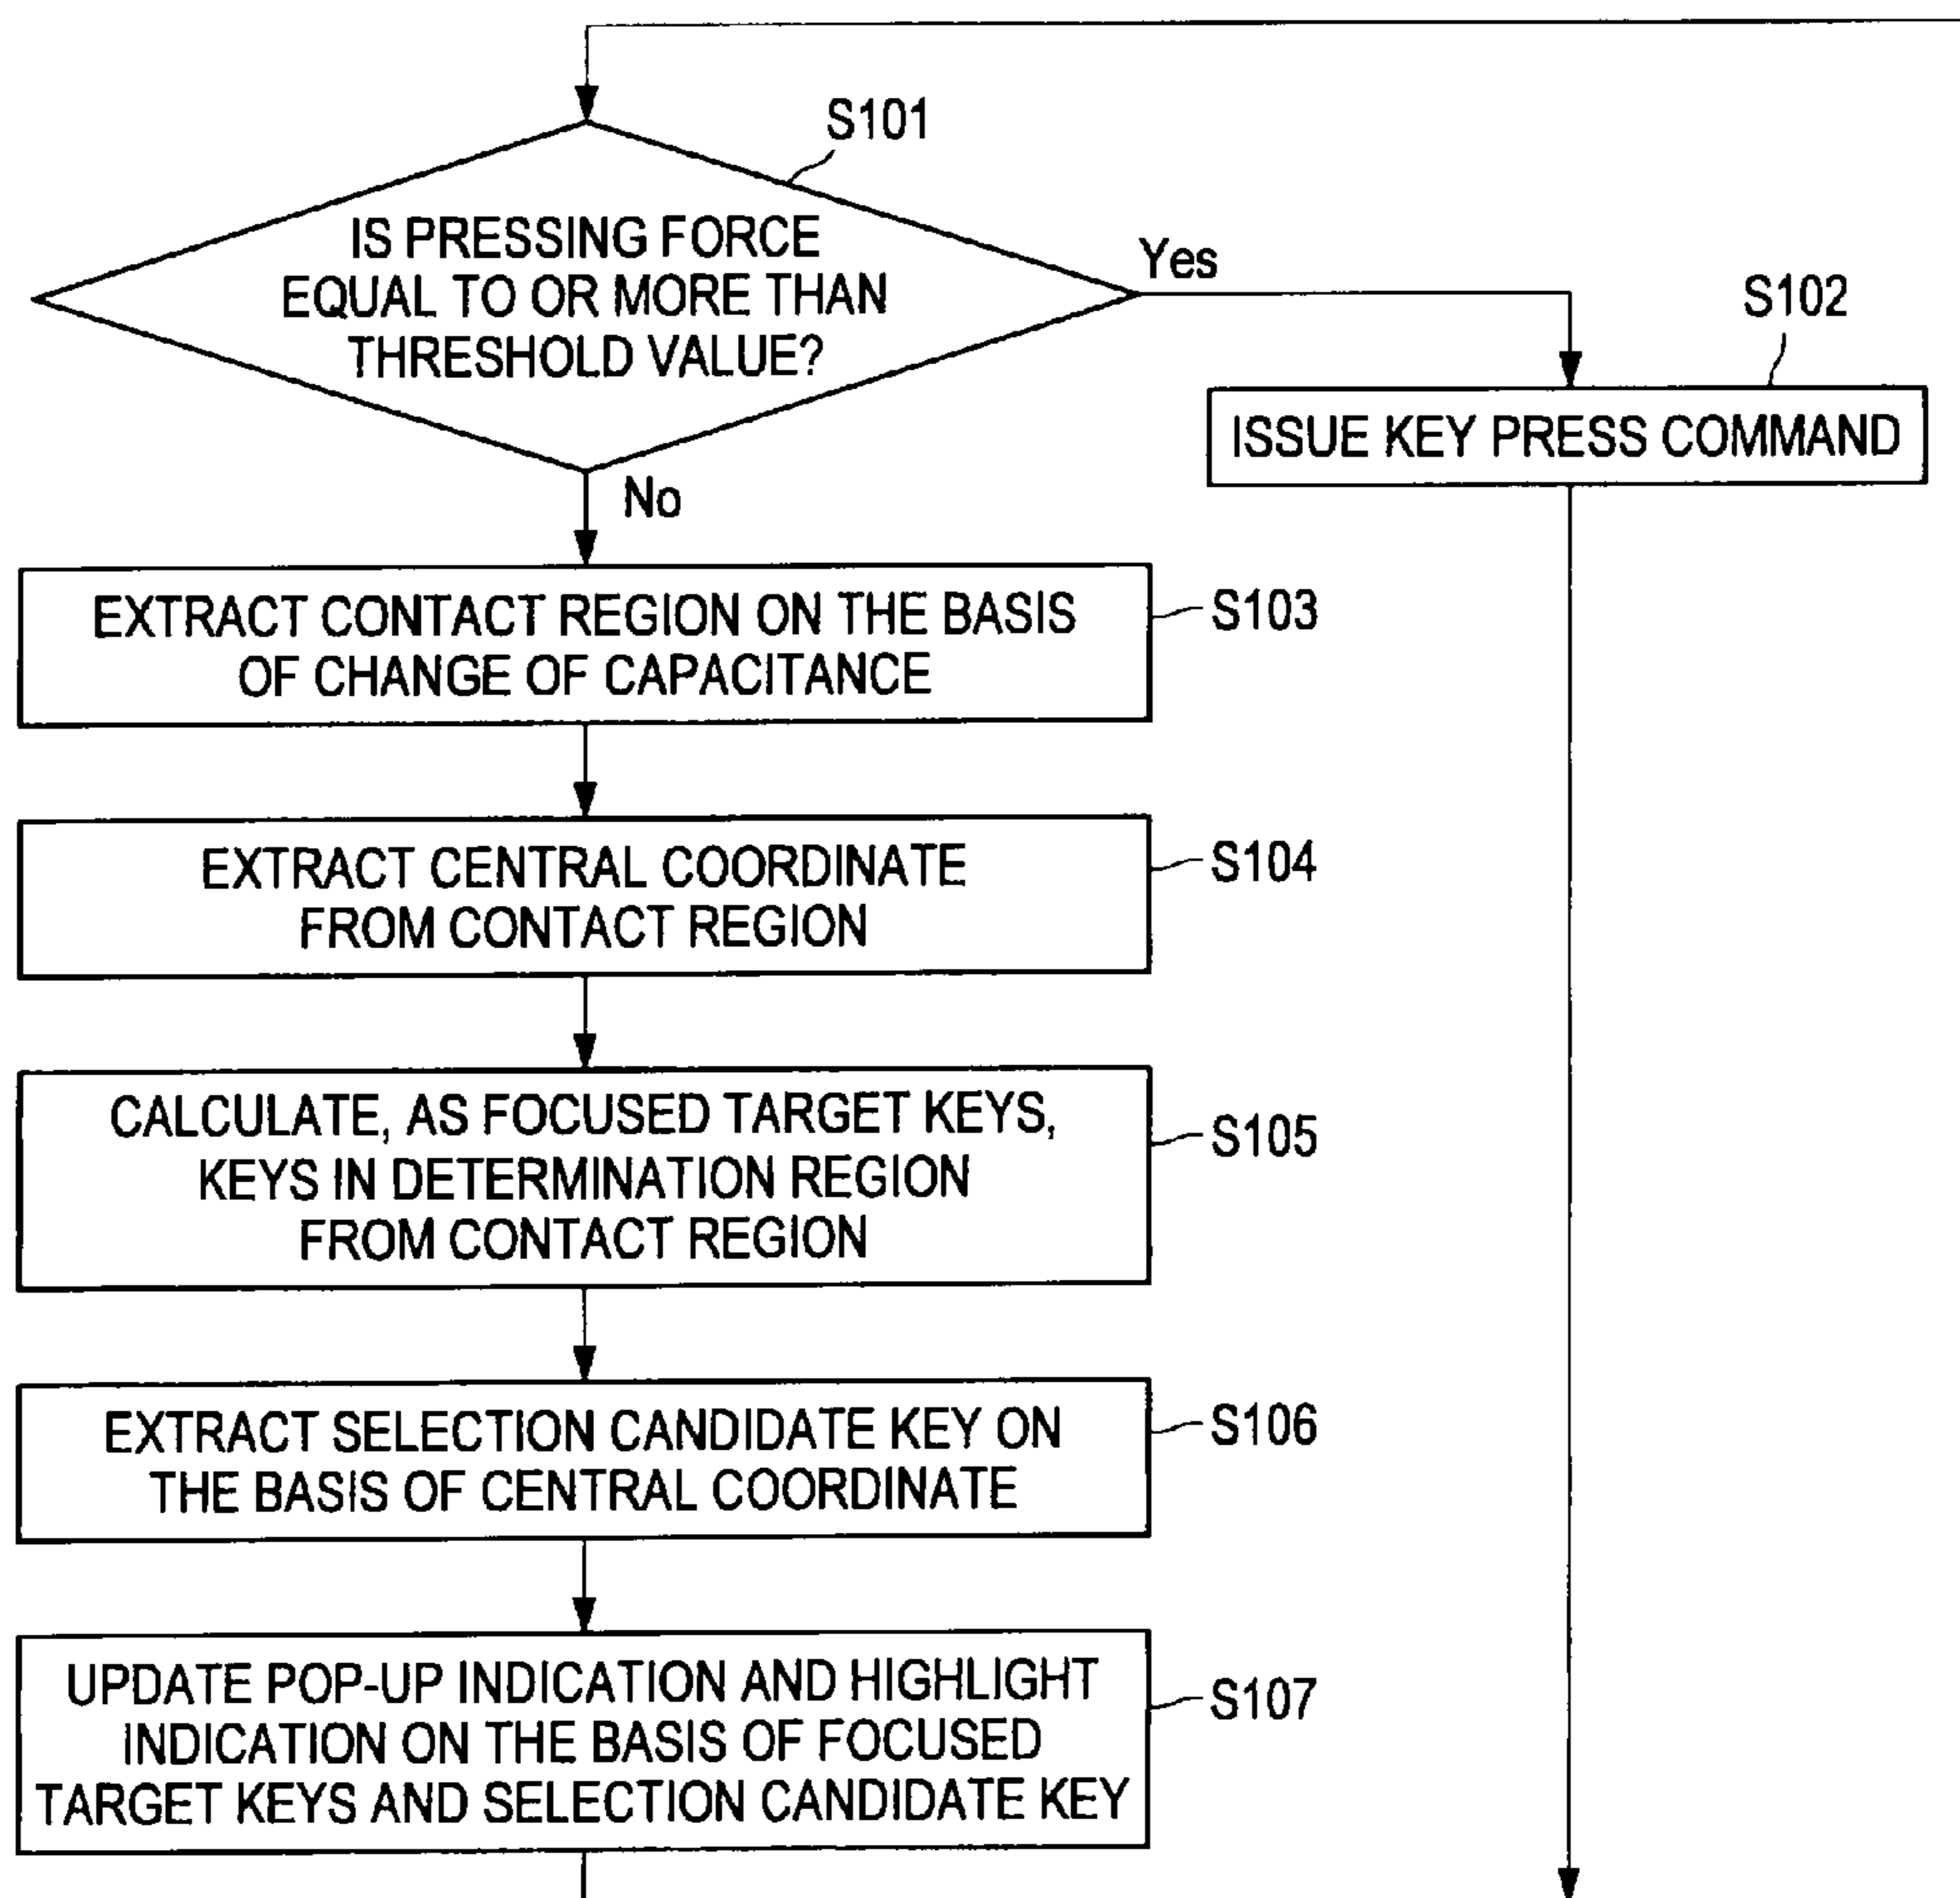 S101
IS PRESSING FORCE
EQUAL TO OR MORE THAN
THRESHOLD VALUE?
Yes
S102
ISSUE KEY PRESS COMMAND
No
EXTRACT CONTACT REGION ON THE BASIS
OF CHANGE OF CAPACITANCE
S103
EXTRACT CENTRAL COORDINATE
FROM CONTACT REGION
S104
CALCULATE, AS FOCUSED TARGET KEYS,
KEYS IN DETERMINATION REGION
FROM CONTACT REGION
S105
EXTRACT SELECTION CANDIDATE KEY ON
THE BASIS OF CENTRAL COORDINATE
S106
UPDATE POP-UP INDICATION AND HIGHLIGHT
INDICATION ON THE BASIS OF FOCUSED
TARGET KEYS AND SELECTION CANDIDATE KEY
S107